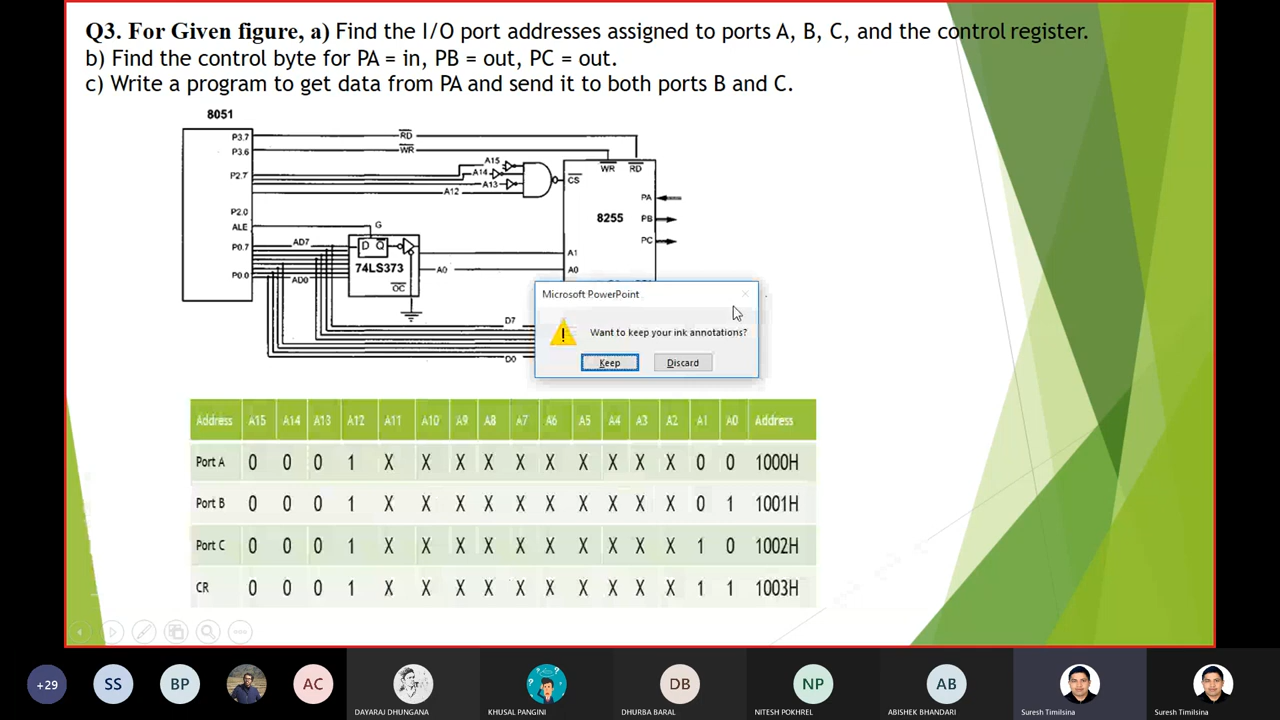 Q3. For Given figure, a) Find the I/O port addresses assigned to ports A, B, C, and the control register.
b) Find the control byte for PA = in, PB = out, PC = out.
c) Write a program to get data from PA and send it to both ports B and C.
8051
P3.7
RD
P3.6
WR
A15
WR RD
P2.7
A14
CS
A13
A12
PA
8255
P2.0
PB
ALE
G
PC
P0.7
AD7
D Q
A1
74LS373
A0
A0
P0.0
AD0
OC
D7
D0
Microsoft PowerPoint
Want to keep your ink annotations?
Keep Discard
Address A15 A14 A13 A12 A11 A10 A9 A8 A7 A6 A5 A4 A3 A2 A1 A0 Address
Port A 0 0 0 1 X X X X X X X X X X 0 0 1000H
Port B 0 0 0 1 X X X X X X X X X X 0 1 1001H
Port C 0 0 0 1 X X X X X X X X X X 1 0 1002H
CR 0 0 0 1 X X X X X X X X X X 1 1 1003H
+29 SS BP AC DB NP AB
DAYARAJ DHUNGANA KHUSAL PANGINI DHURBA BARAL NITESH POKHREL ABISHEK BHANDARI Suresh Timilsina Suresh Timilsina